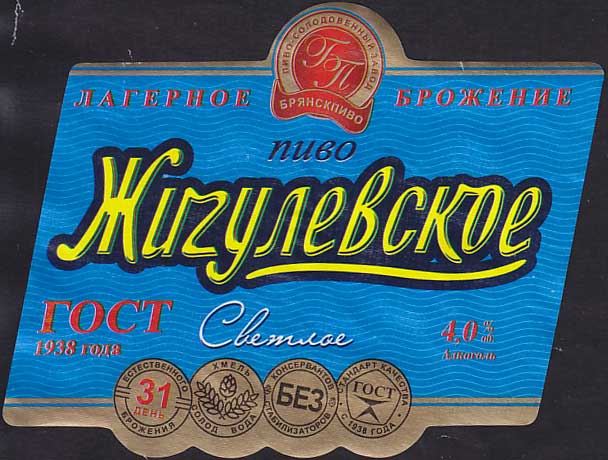 ПИВО-СОЛОДОВЕННЫЙ ЗАВОД
БП
БРЯНСКПИВО
ЛАГЕРНОЕ БРОЖЕНИЕ
пиво
Жигулевское
ГОСТ
1938 года
Светлое
4,0 % об.
Алкоголь
ЕСТЕСТВЕННОГО
31
ДЕНЬ
БРОЖЕНИЯ
ХМЕЛЬ
СОЛОД ВОДА
КОНСЕРВАНТОВ
БЕЗ
СТАБИЛИЗАТОРОВ
СТАНДАРТ КАЧЕСТВА
ГОСТ
С 1938 ГОДА